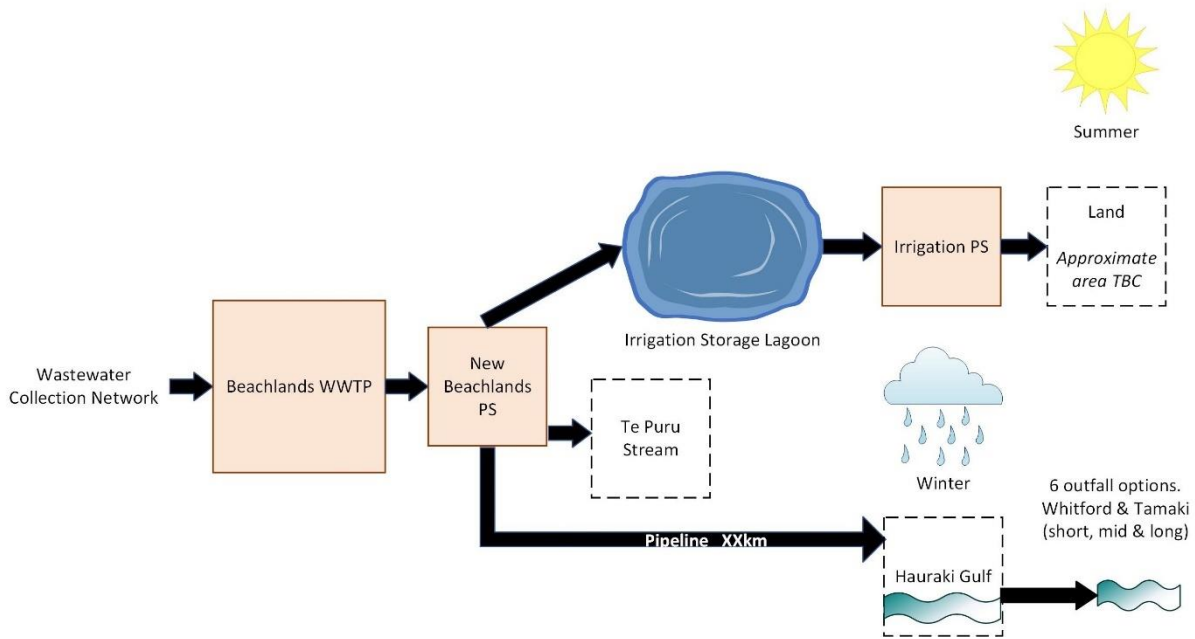 Summer
Land
Approximate
area TBC
Irrigation PS
Irrigation Storage Lagoon
Wastewater
Collection Network
Beachlands WWTP
New
Beachlands
PS
Te Puru
Stream
Winter
6 outfall options.
Whitford & Tamaki
(short, mid & long)
Pipeline XXkm
Hauraki Gulf